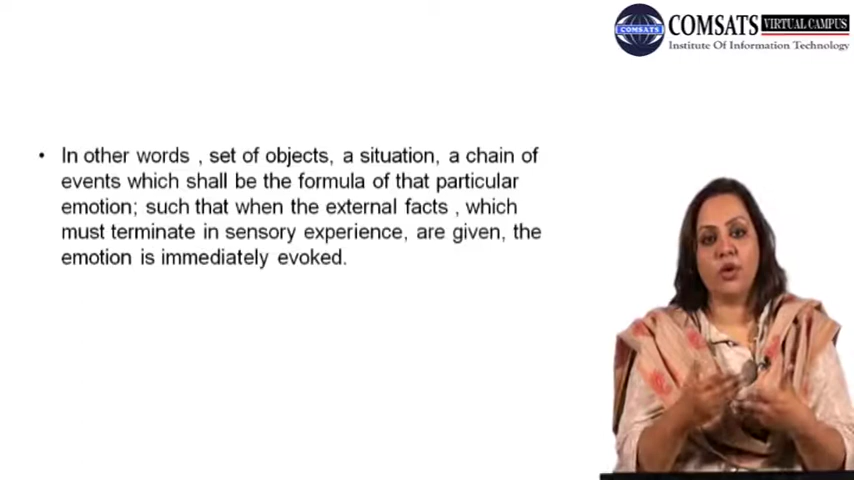 COMSATS
COMSATS VIRTUAL CAMPUS
Institute Of Information Technology
• In other words , set of objects, a situation, a chain of
events which shall be the formula of that particular
emotion; such that when the external facts , which
must terminate in sensory experience, are given, the
emotion is immediately evoked.